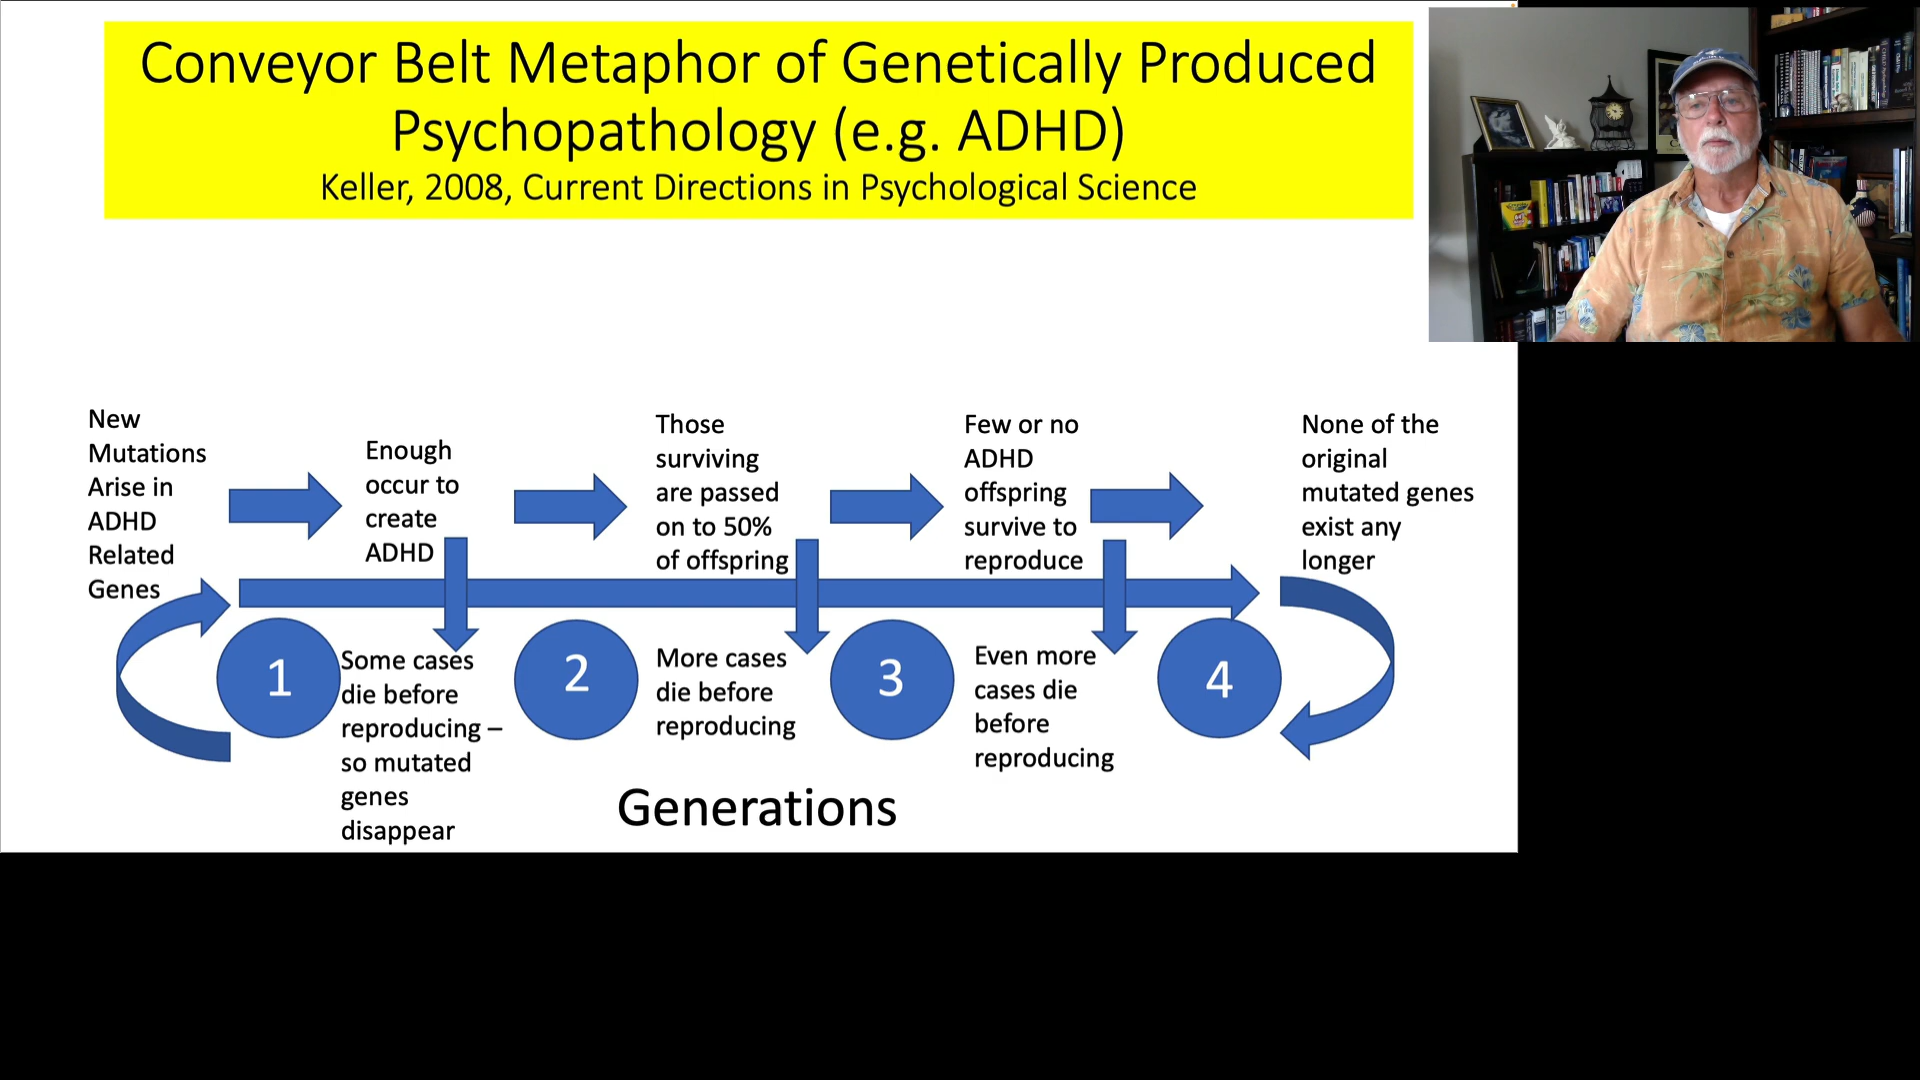 Conveyor Belt Metaphor of Genetically Produced
Psychopathology (e.g. ADHD)
Keller, 2008, Current Directions in Psychological Science
New
Mutations
Arise in
ADHD
Related
Genes
Enough
occur to
create
ADHD
Those
surviving
are passed
on to 50%
of offspring
Few or no
ADHD
offspring
survive to
reproduce
None of the
original
mutated genes
exist any
longer
1
Some cases
die before
reproducing –
so mutated
genes
disappear
2
More cases
die before
reproducing
3
Even more
cases die
before
reproducing
4
Generations